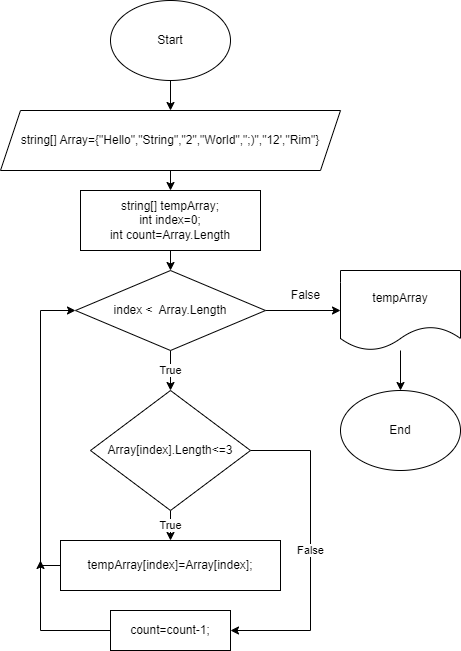 Start
string[] Array={"Hello","String","2","World",":)","12',"Rim"}
string[] tempArray;
int index=0;
int count=Array.Length
index <  Array.Length
False
tempArray
True
End
Array[index].Length<=3
True
False
tempArray[index]=Array[index];
count=count-1;